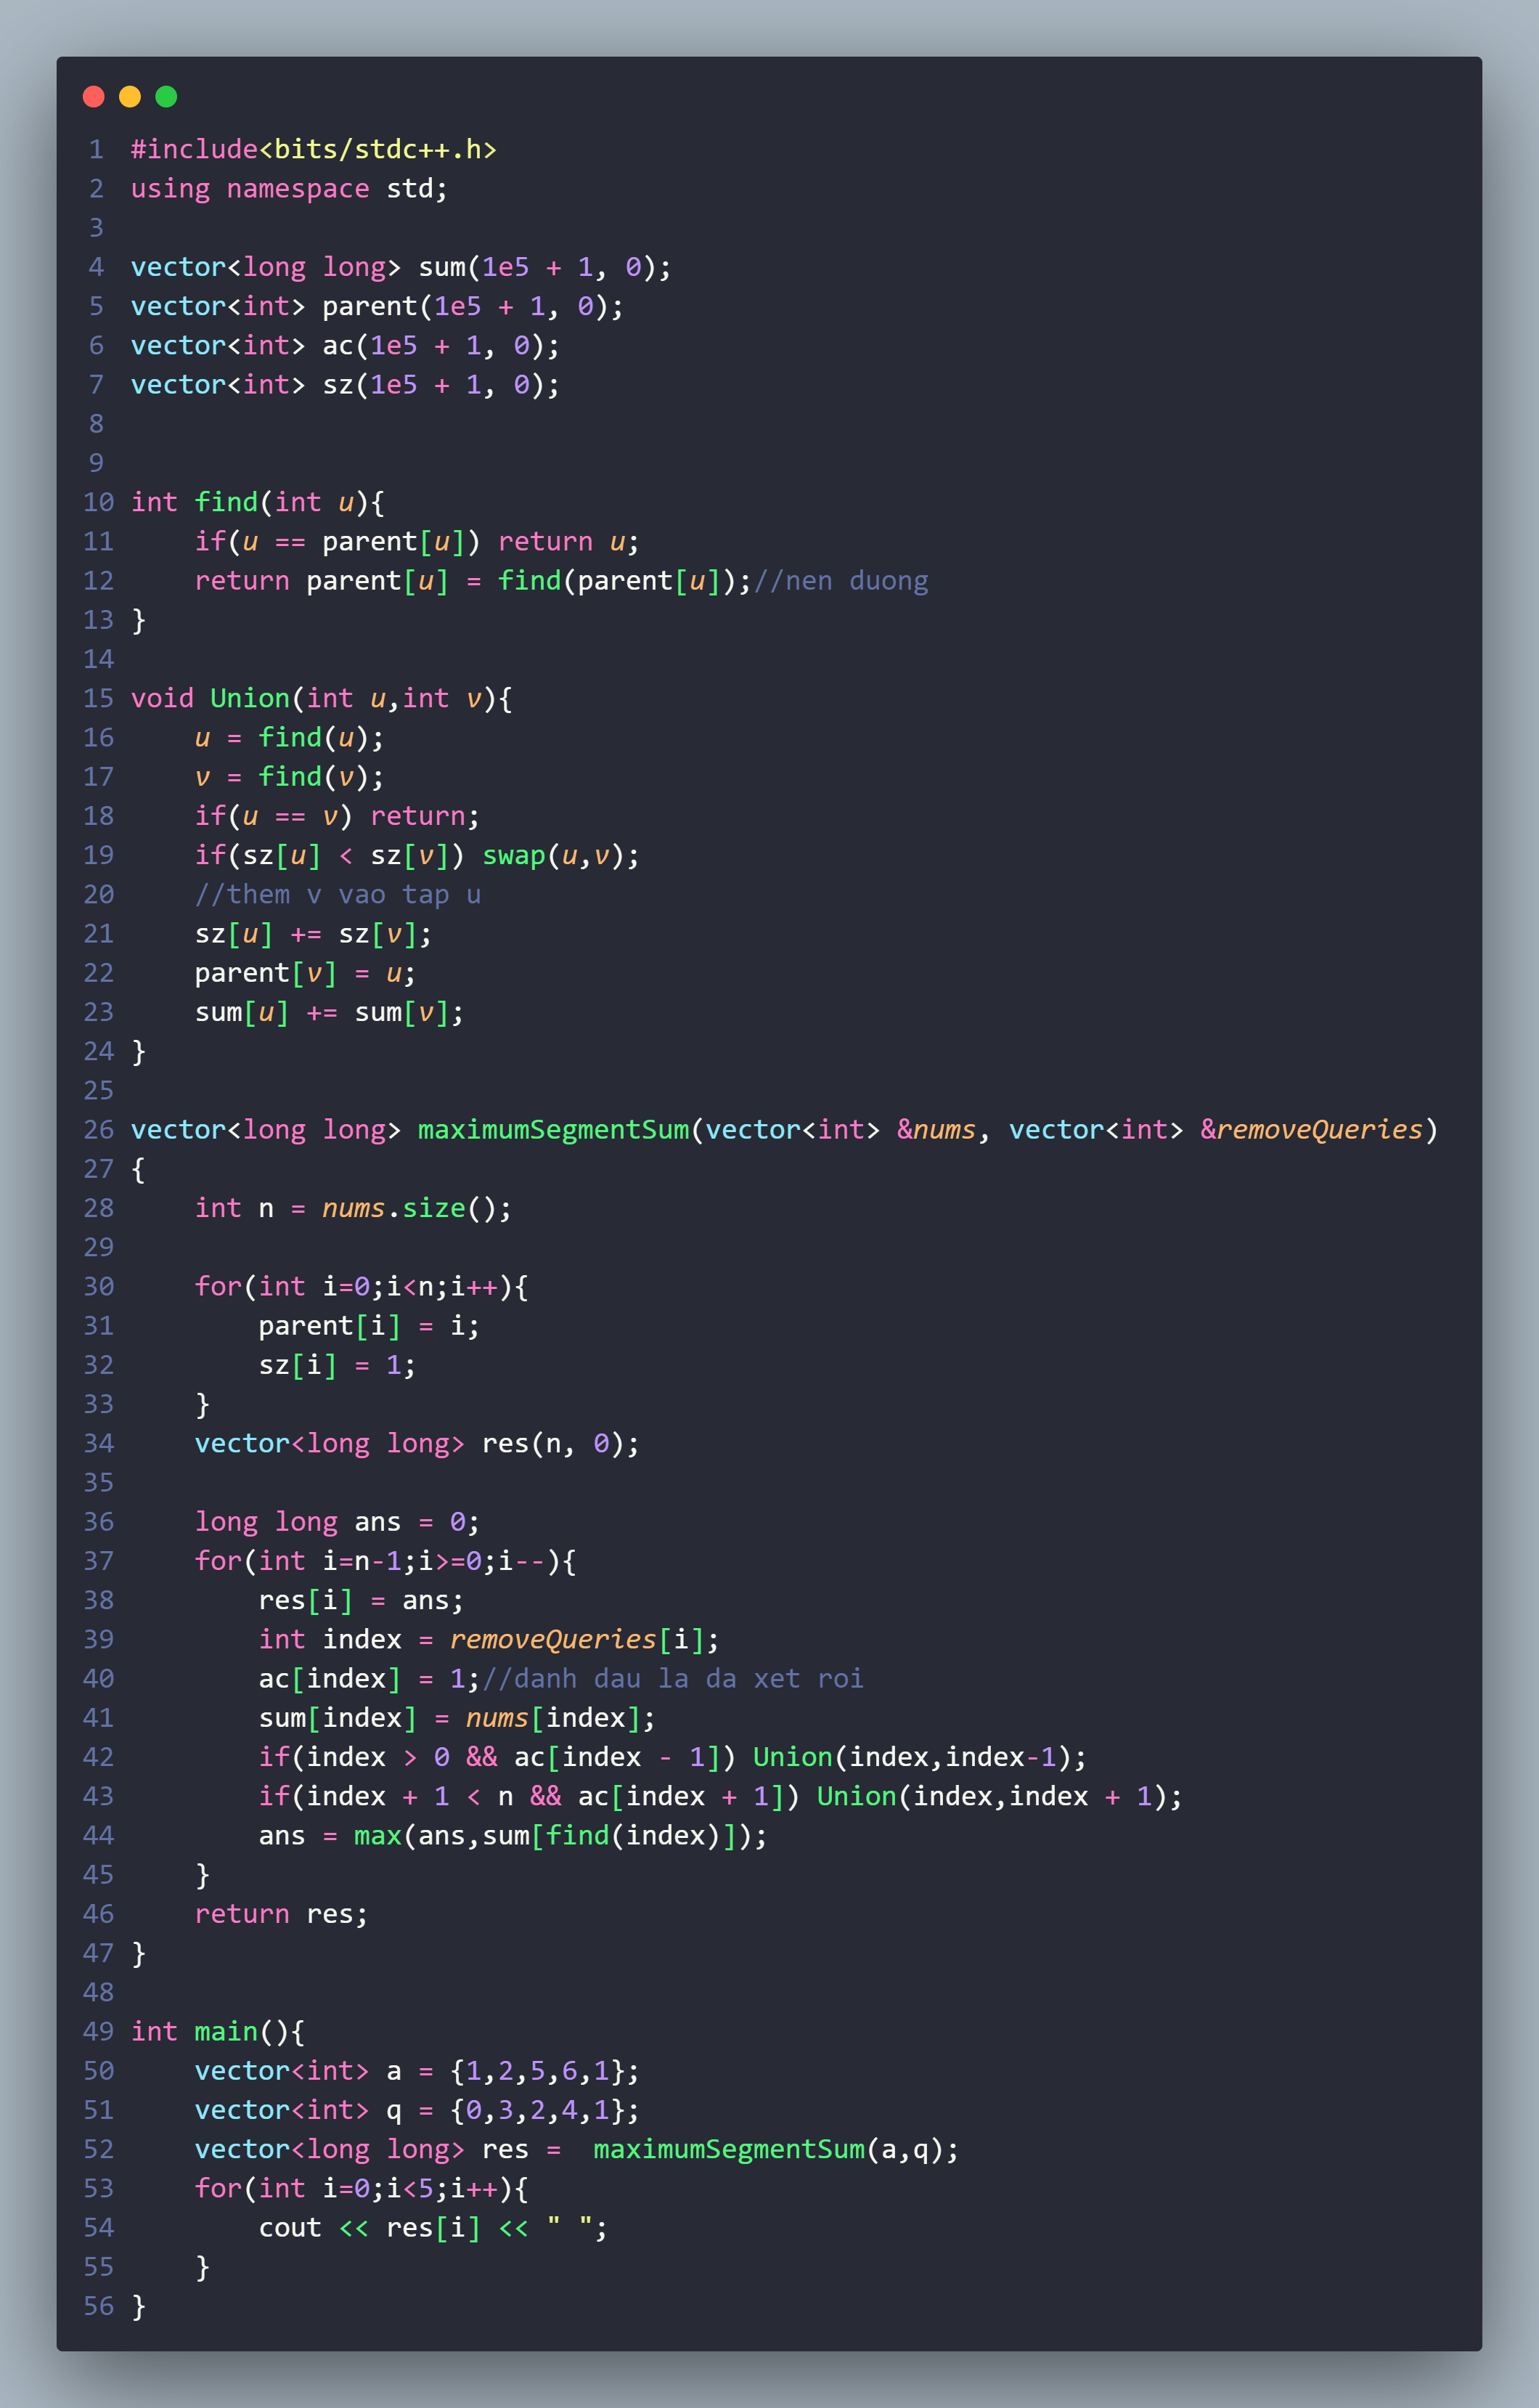 1 #include<bits/stdc++.h>
2 using namespace std;
3
4 vector<long long> sum(1e5 + 1, 0);
5 vector<int> parent(1e5 + 1, 0);
6 vector<int> ac(1e5 + 1, 0);
7 vector<int> sz(1e5 + 1, 0);
8
9
10 int find(int u){
11     if(u == parent[u]) return u;
12     return parent[u] = find(parent[u]);//nen duong
13 }
14
15 void Union(int u,int v){
16     u = find(u);
17     v = find(v);
18     if(u == v) return;
19     if(sz[u] < sz[v]) swap(u,v);
20     //them v vao tap u
21     sz[u] += sz[v];
22     parent[v] = u;
23     sum[u] += sum[v];
24 }
25
26 vector<long long> maximumSegmentSum(vector<int> &nums, vector<int> &removeQueries)
27 {
28     int n = nums.size();
29
30     for(int i=0;i<n;i++){
31         parent[i] = i;
32         sz[i] = 1;
33     }
34     vector<long long> res(n, 0);
35
36     long long ans = 0;
37     for(int i=n-1;i>=0;i--){
38         res[i] = ans;
39         int index = removeQueries[i];
40         ac[index] = 1;//danh dau la da xet roi
41         sum[index] = nums[index];
42         if(index > 0 && ac[index - 1]) Union(index,index-1);
43         if(index + 1 < n && ac[index + 1]) Union(index,index + 1);
44         ans = max(ans,sum[find(index)]);
45     }
46     return res;
47 }
48
49 int main(){
50     vector<int> a = {1,2,5,6,1};
51     vector<int> q = {0,3,2,4,1};
52     vector<long long> res =  maximumSegmentSum(a,q);
53     for(int i=0;i<5;i++){
54         cout << res[i] << " ";
55     }
56 }